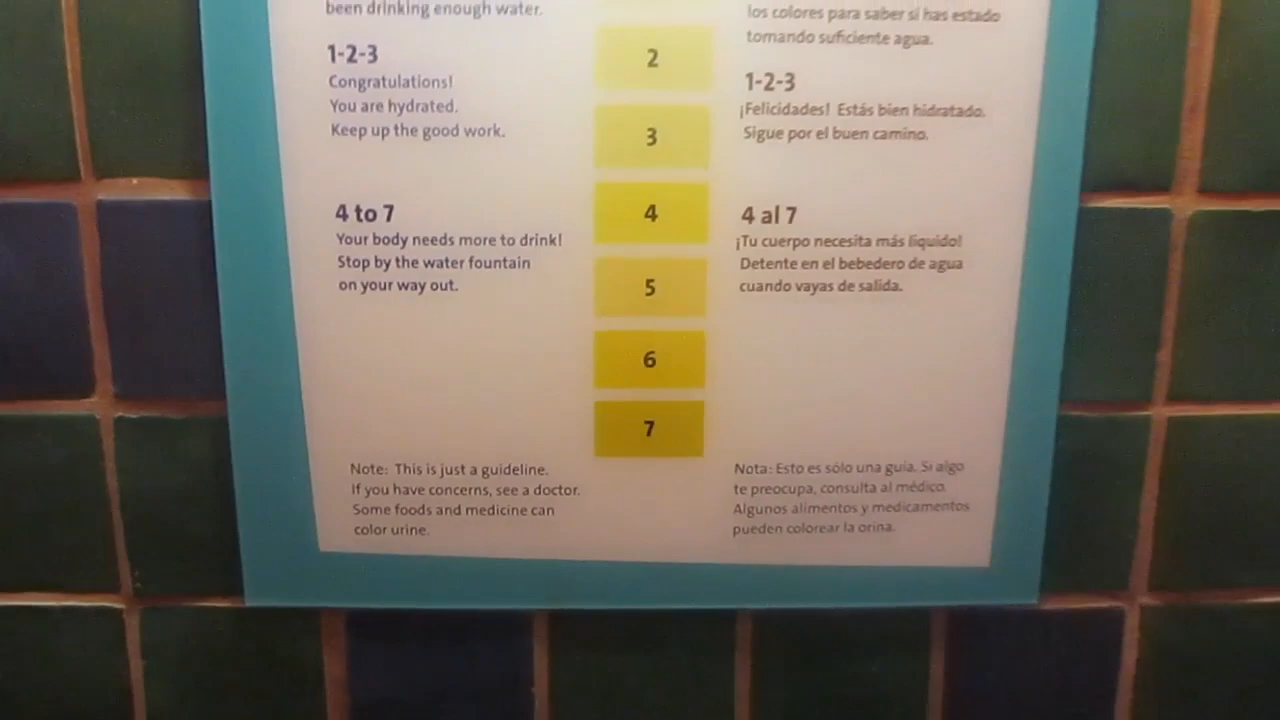 been drinking enough water.
1-2-3
Congratulations!
You are hydrated.
Keep up the good work.
4 to 7
Your body needs more to drink!
Stop by the water fountain
on your way out.
Note: This is just a guideline.
If you have concerns, see a doctor.
Some foods and medicine can
color urine.
2
3
4
5
6
7
los colores para saber si has estado
tomando suficiente agua.
1-2-3
¡Felicidades! Estás bien hidratado.
Sigue por el buen camino.
4 al 7
¡Tu cuerpo necesita más líquido!
Detente en el bebedero de agua
cuando vayas de salida.
Nota: Esto es sólo una guía. Si algo
te preocupa, consulta al médico.
Algunos alimentos y medicamentos
pueden colorear la orina.